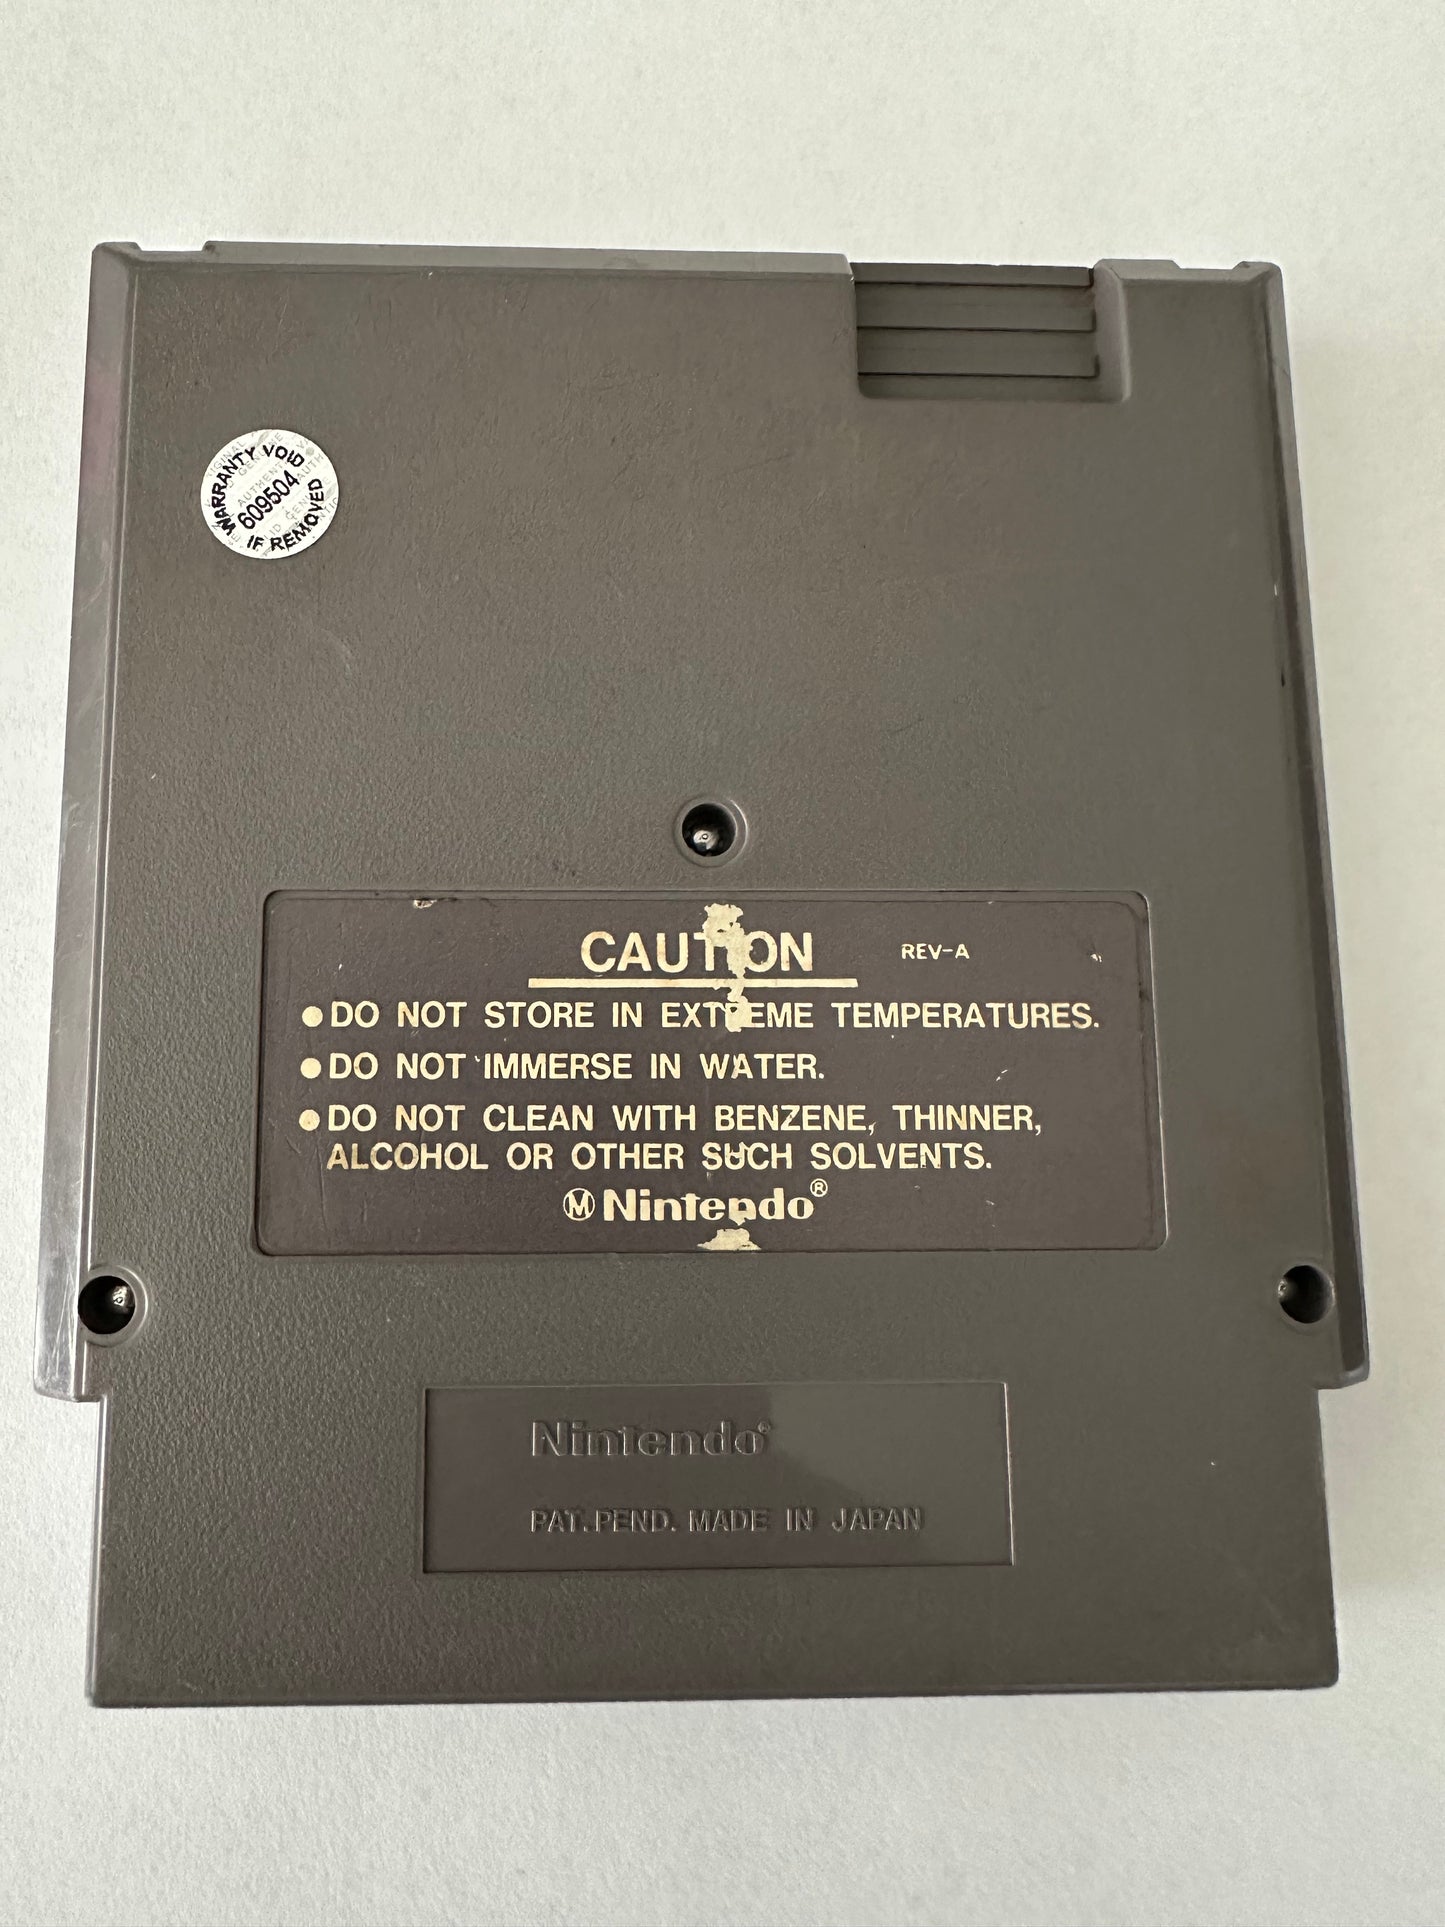 WARRANTY VOID
609504
IF REMOVED
CAUTION REV-A
●DO NOT STORE IN EXTREME TEMPERATURES.
●DO NOT IMMERSE IN WATER.
●DO NOT CLEAN WITH BENZENE, THINNER,
ALCOHOL OR OTHER SUCH SOLVENTS.
Ⓜ Nintendo®
Nintendo®
PAT. PEND. MADE IN JAPAN